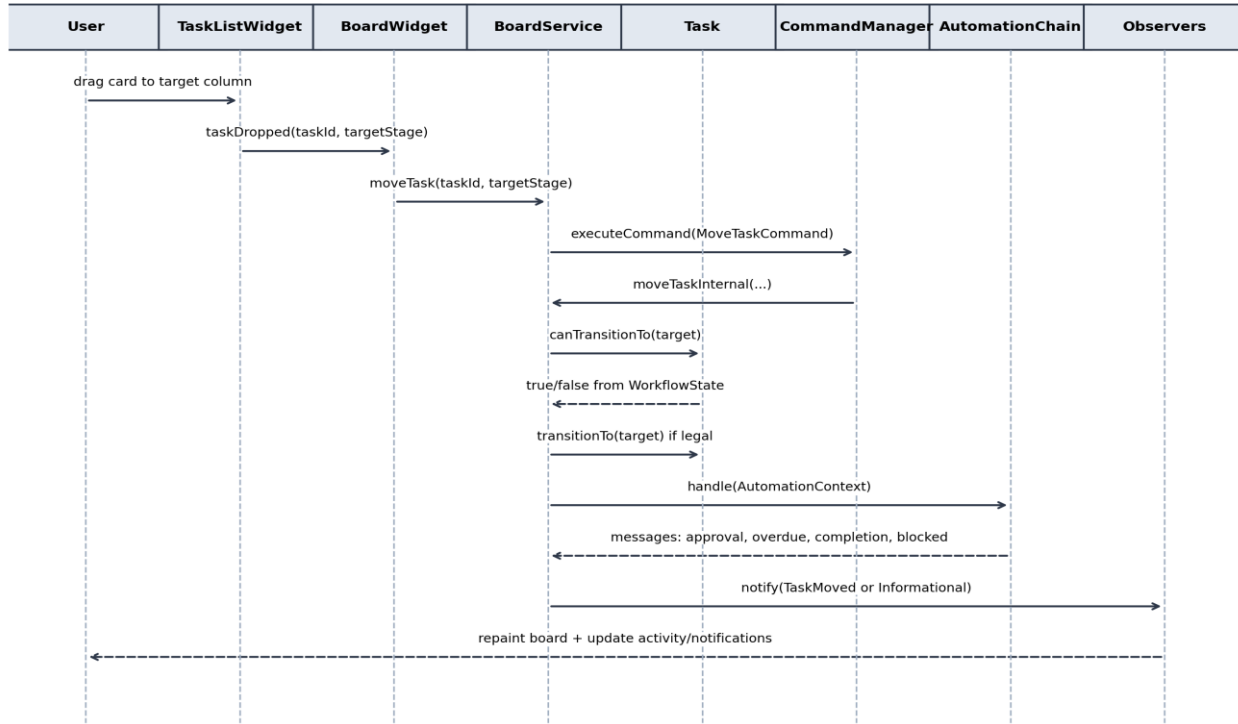 User TaskListWidget BoardWidget BoardService Task CommandManager AutomationChain Observers
drag card to target column
taskDropped(taskId, targetStage)
moveTask(taskId, targetStage)
executeCommand(MoveTaskCommand)
moveTaskInternal(...)
canTransitionTo(target)
true/false from WorkflowState
transitionTo(target) if legal
handle(AutomationContext)
messages: approval, overdue, completion, blocked
notify(TaskMoved or Informational)
repaint board + update activity/notifications